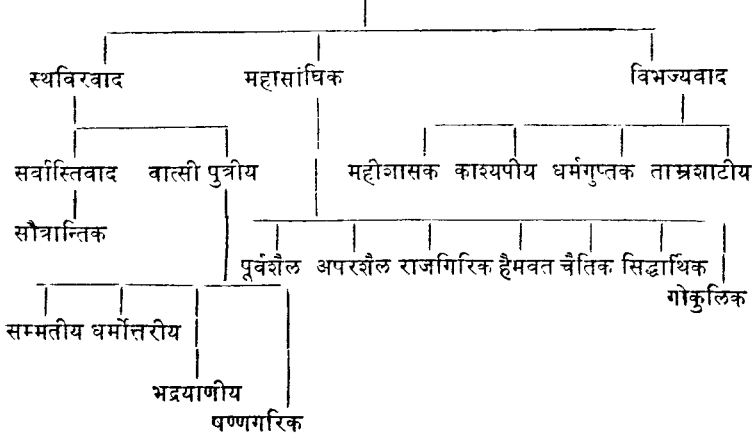 स्थविरवाद महासांघिक विभज्यवाद
सर्वास्तिवाद वात्सी पुत्रीय महीशासक काश्यपीय धर्मगुप्तक ताम्रशाटीय
सौत्रान्तिक
पूर्वशैल अपरशैल राजगिरिक हैमवत चैतिक सिद्धार्थिक
गोकुलिक
सम्मतीय धर्मोत्तरीय
भद्रयाणीय
षण्णगरिक